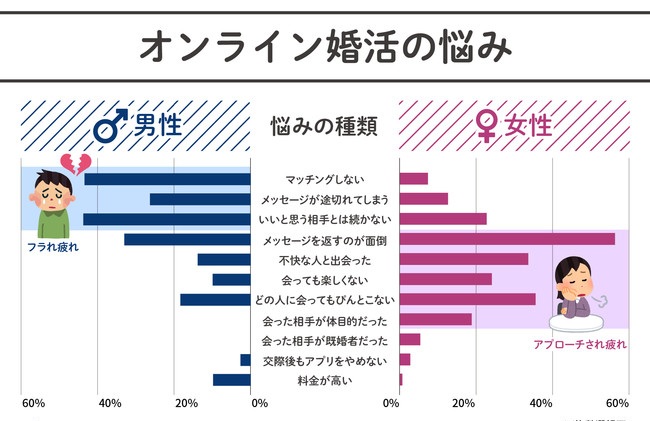 オンライン婚活の悩み
男性
悩みの種類
女性
マッチングしない
メッセージが途切れてしまう
いいと思う相手とは続かない
メッセージを返すのが面倒
不快な人と出会った
会っても楽しくない
どの人に会ってもぴんとこない
会った相手が体目的だった
会った相手が既婚者だった
交際後もアプリをやめない
料金が高い
フラれ疲れ
アプローチされ疲れ
60% 40% 20% 0% 0% 20% 40% 60%